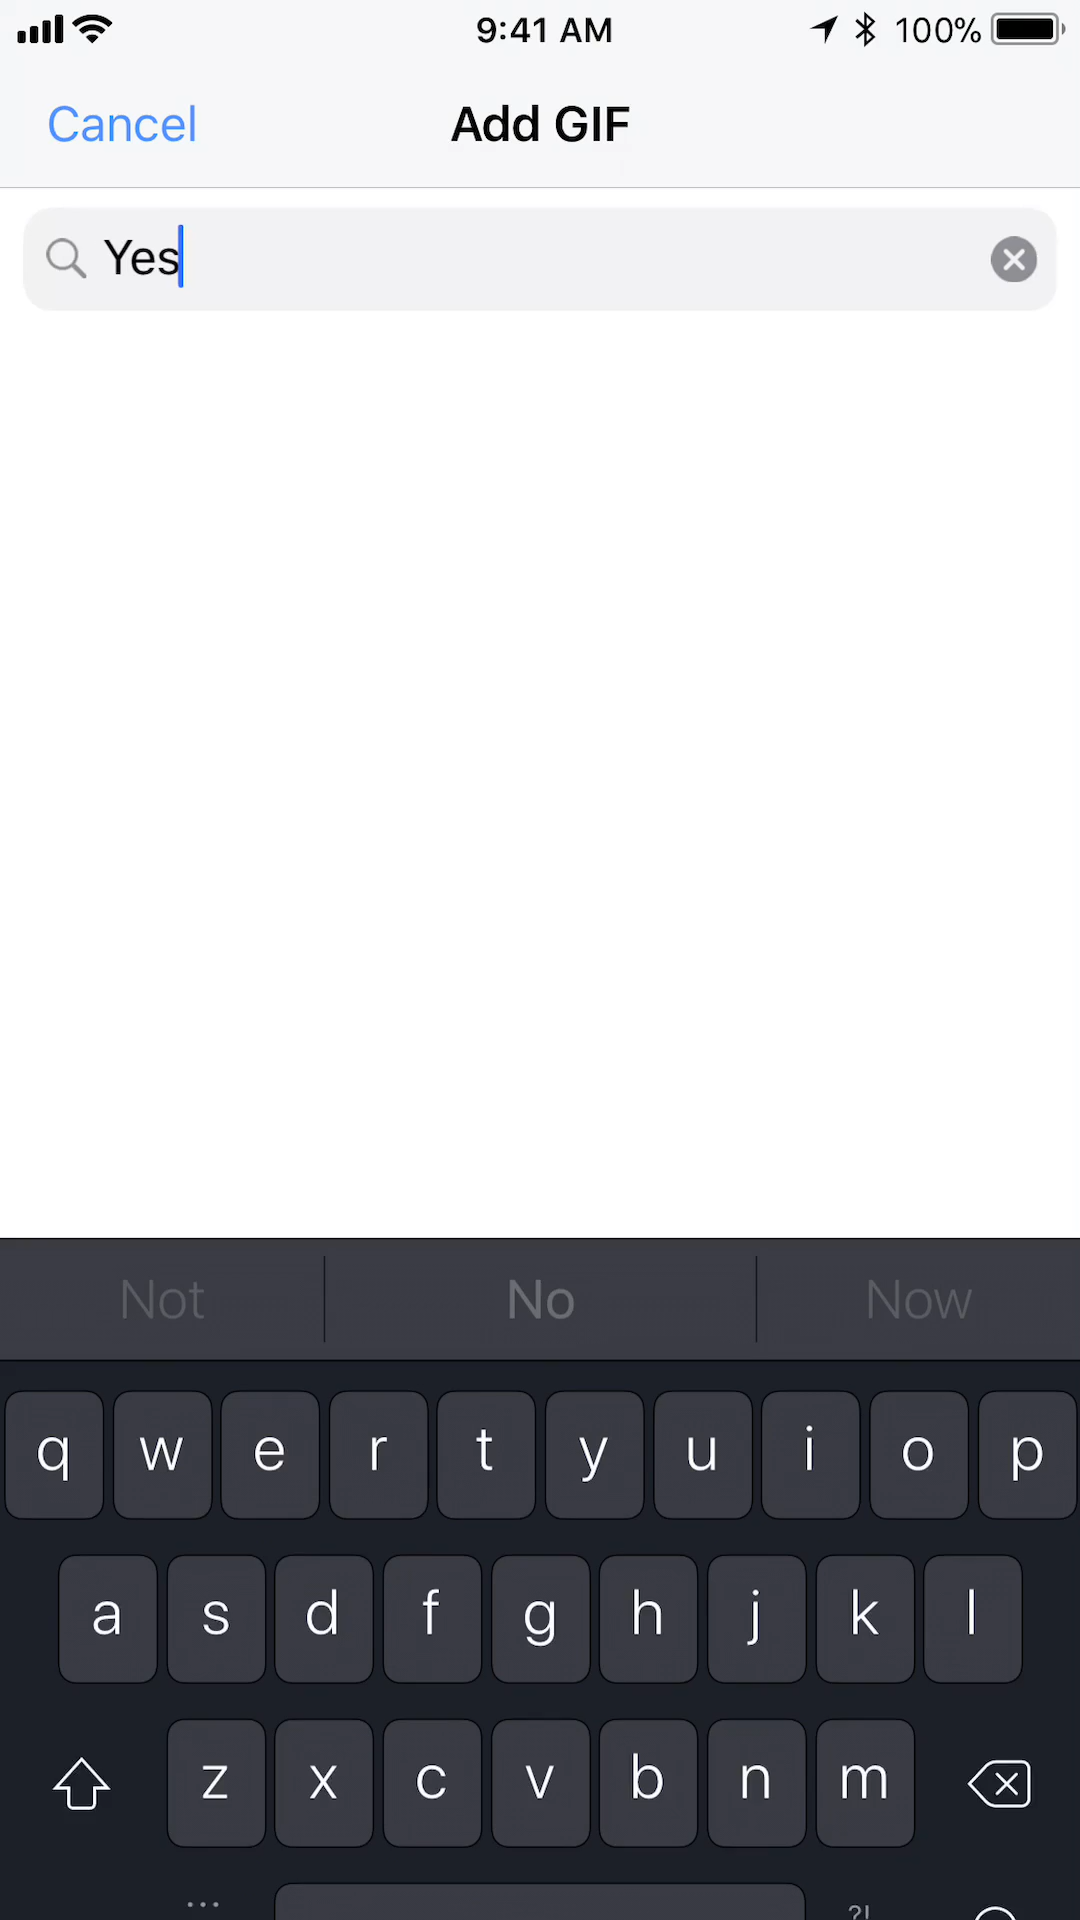 9:41 AM 100%
Cancel Add GIF
Yes
Not No Now
q w e r t y u i o p
a s d f g h j k l
z x c v b n m
... ?!